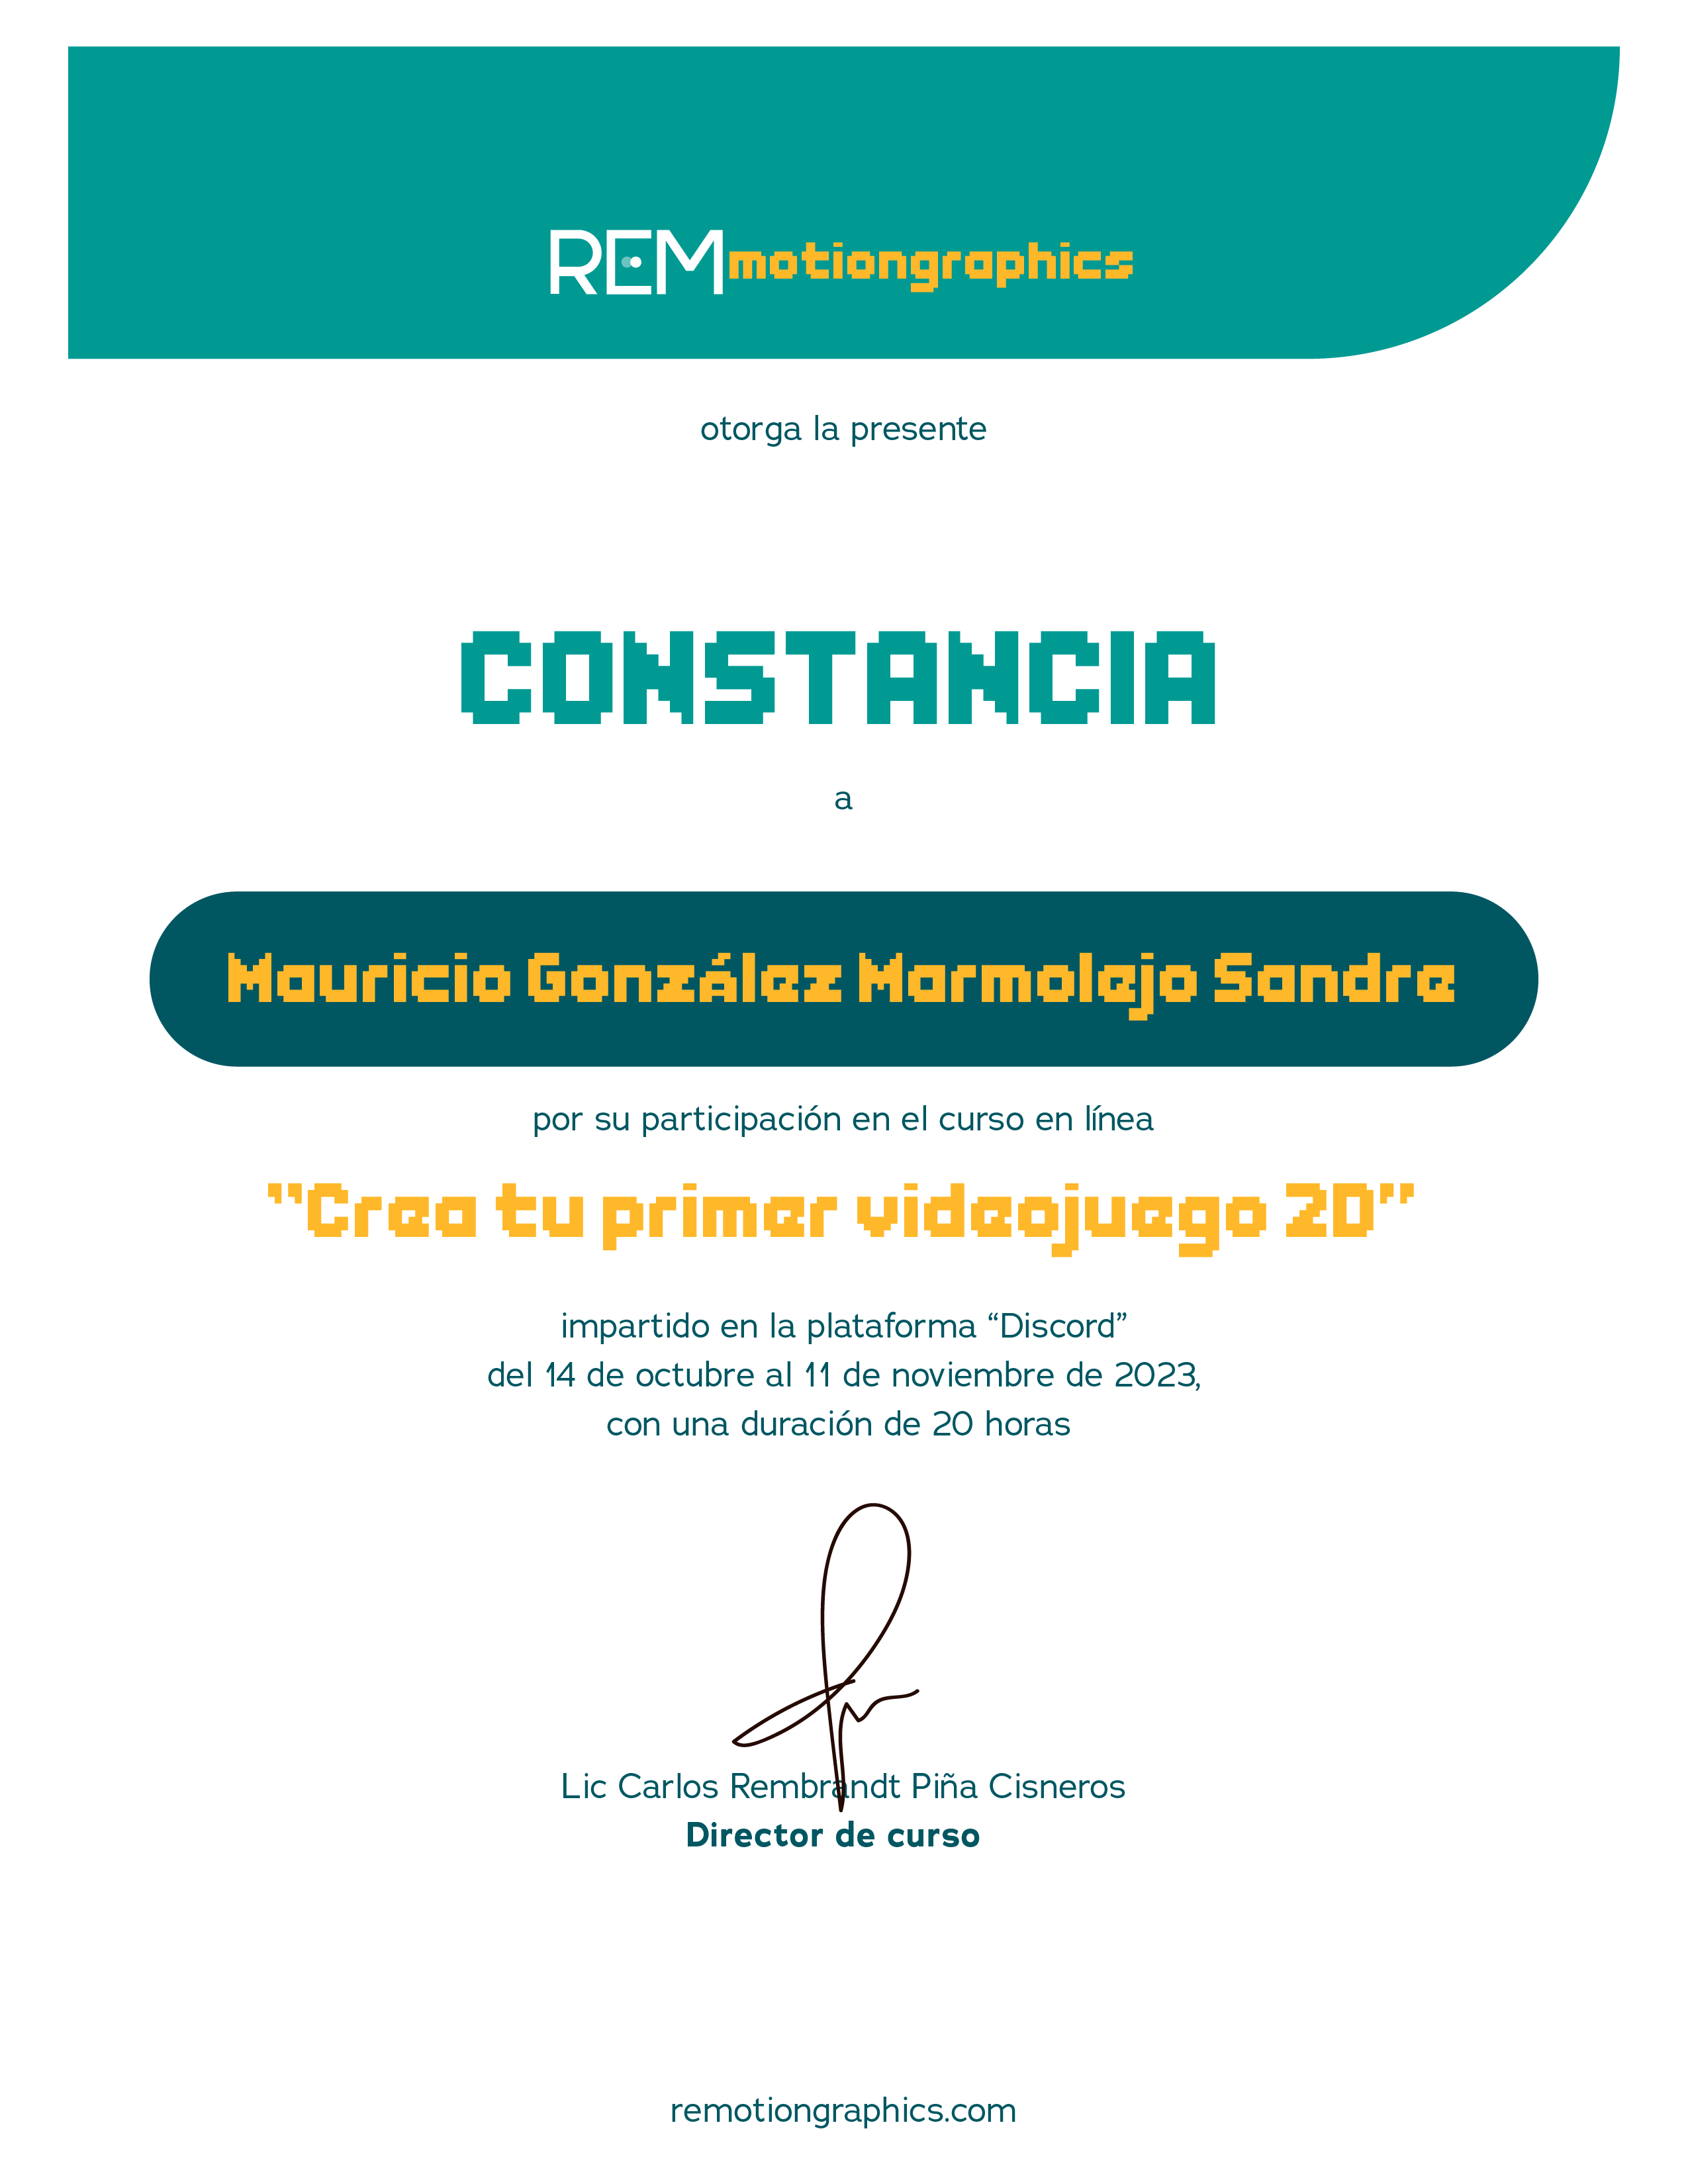 REMmotiongraphics
otorga la presente
CONSTANCIA
a
Mauricio González Marmolejo Sandre
por su participación en el curso en línea
"Crea tu primer videojuego 2D"
impartido en la plataforma “Discord”
del 14 de octubre al 11 de noviembre de 2023,
con una duración de 20 horas
Lic Carlos Rembrandt Piña Cisneros
Director de curso
remotiongraphics.com